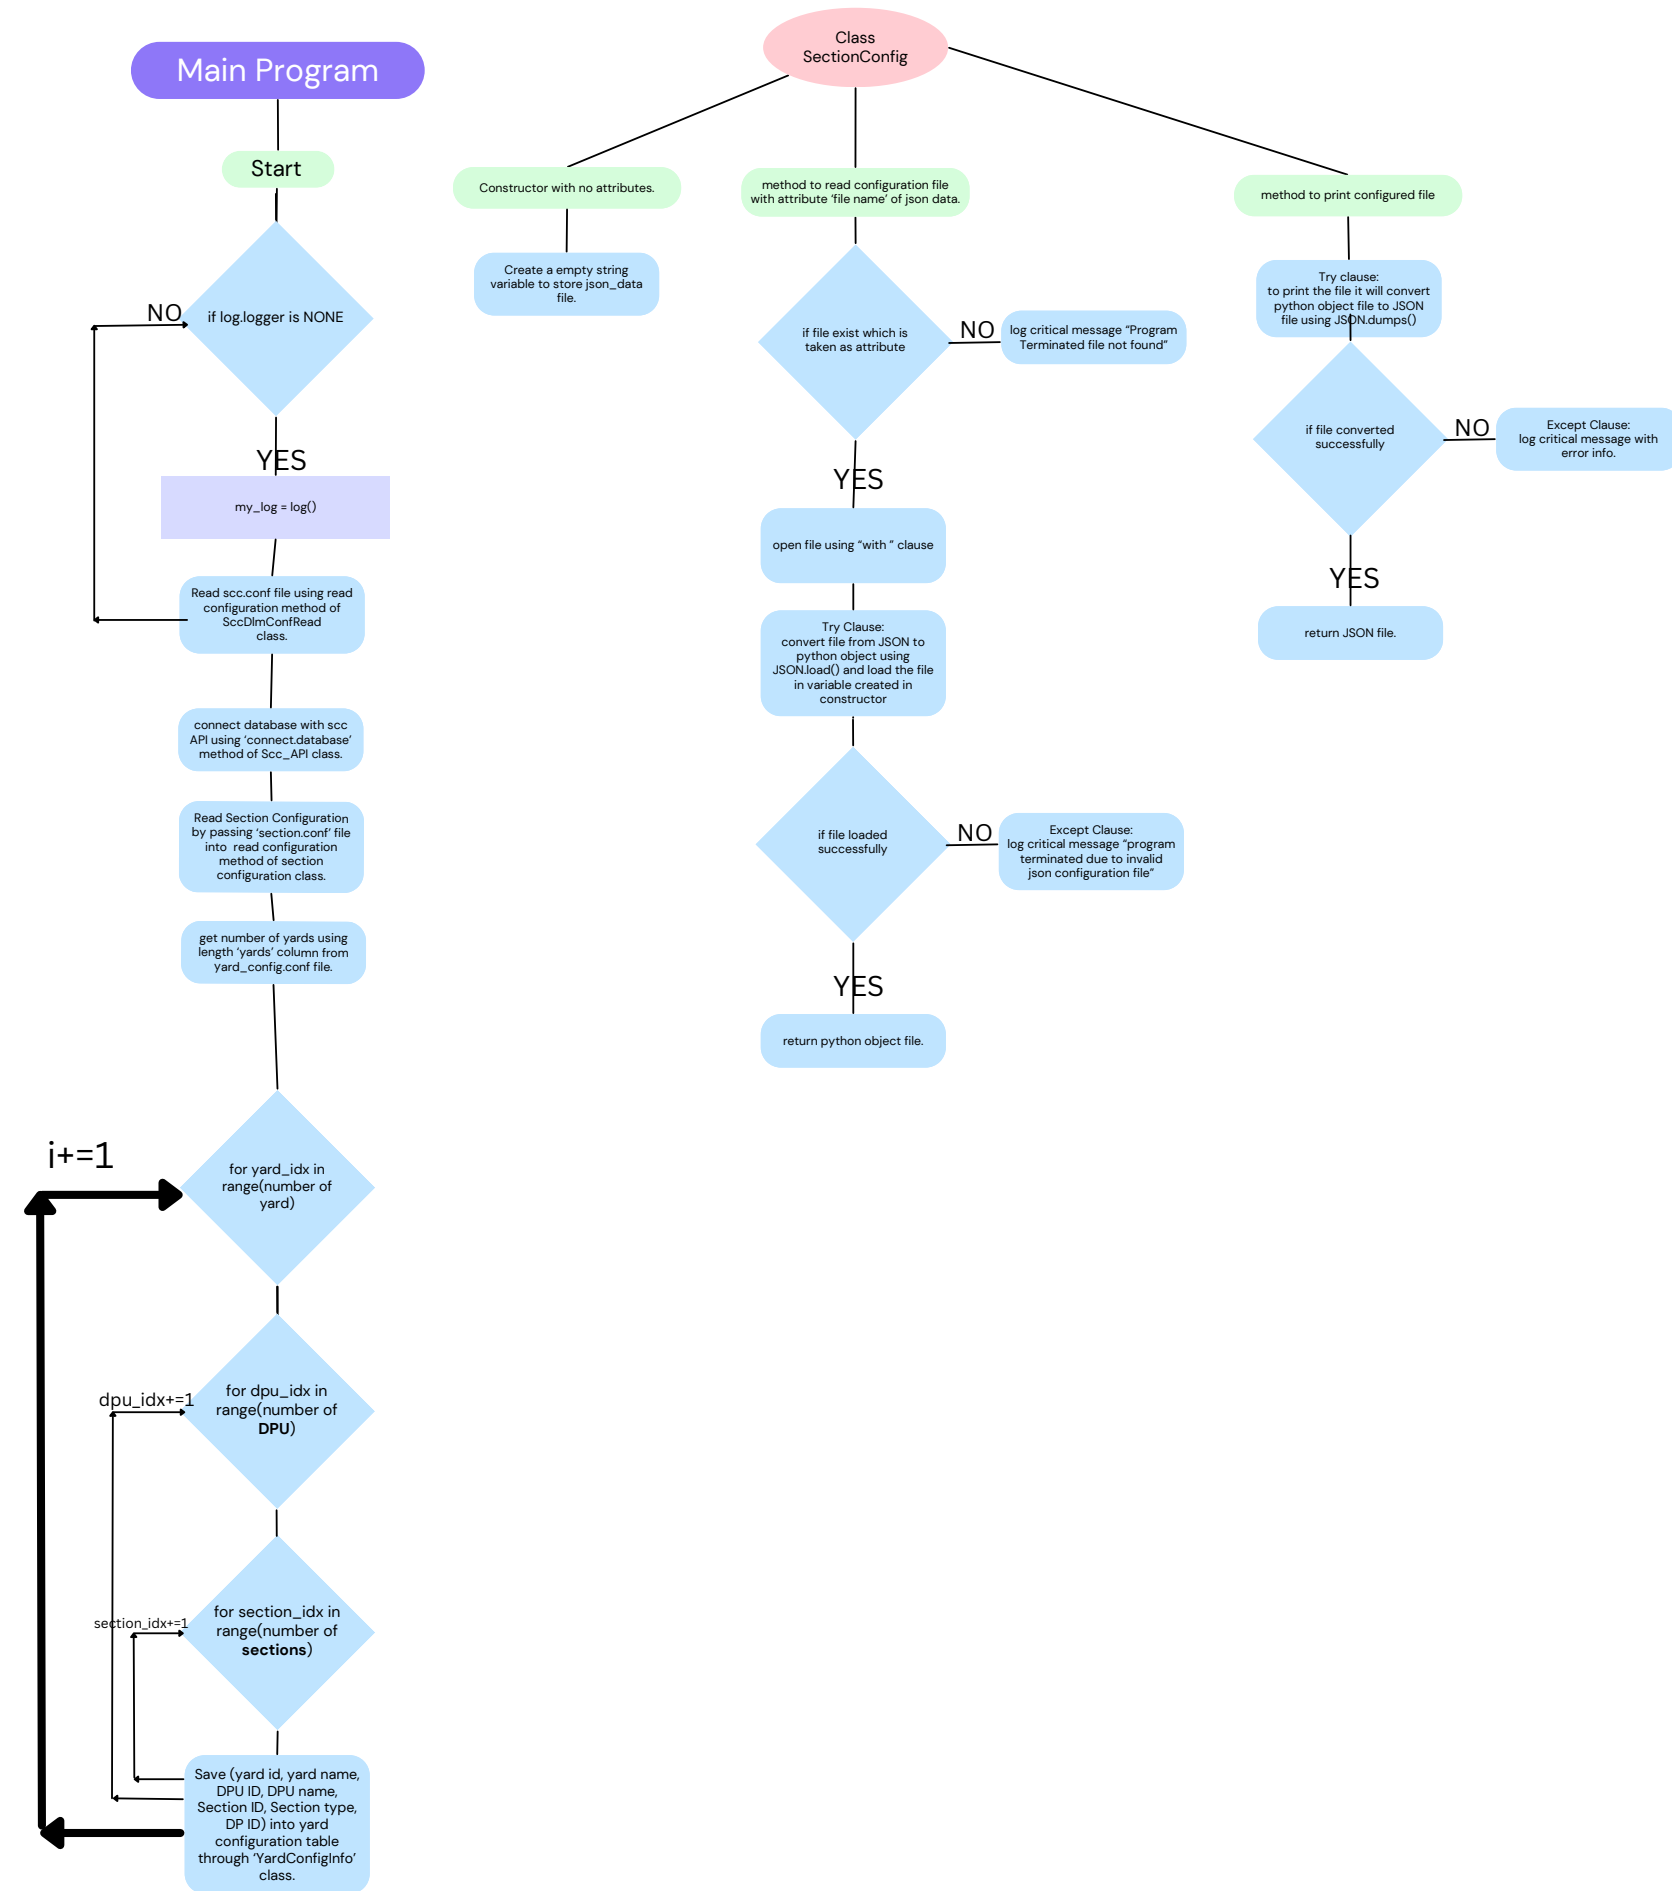 Main Program
Start
if log.logger is NONE
NO
YES
my_log = log()
Read scc.conf file using read
configuration method of
SccDlmConfRead
class.
connect database with scc
API using ‘connect.database’
method of Scc_API class.
Read Section Configuration
by passing ‘section.conf’ file
into read configuration
method of section
configuration class.
get number of yards using
length ‘yards’ column from
yard_config.conf file.
i+=1
for yard_idx in
range(number of
yard)
dpu_idx+=1
for dpu_idx in
range(number of
DPU)
section_idx+=1
for section_idx in
range(number of
sections)
Save (yard id, yard name,
DPU ID, DPU name,
Section ID, Section type,
DP ID) into yard
configuration table
through ‘YardConfigInfo’
class.
Class
SectionConfig
Constructor with no attributes.
Create a empty string
variable to store json_data
file.
method to read configuration file
with attribute ‘file name’ of json data.
if file exist which is
taken as attribute
NO
log critical message “Program
Terminated file not found”
YES
open file using “with ” clause
Try Clause:
convert file from JSON to
python object using
JSON.load() and load the file
in variable created in
constructor
if file loaded
successfully
NO
Except Clause:
log critical message “program
terminated due to invalid
json configuration file”
YES
return python object file.
method to print configured file
Try clause:
to print the file it will convert
python object file to JSON
file using JSON.dumps()
if file converted
successfully
NO
Except Clause:
log critical message with
error info.
YES
return JSON file.